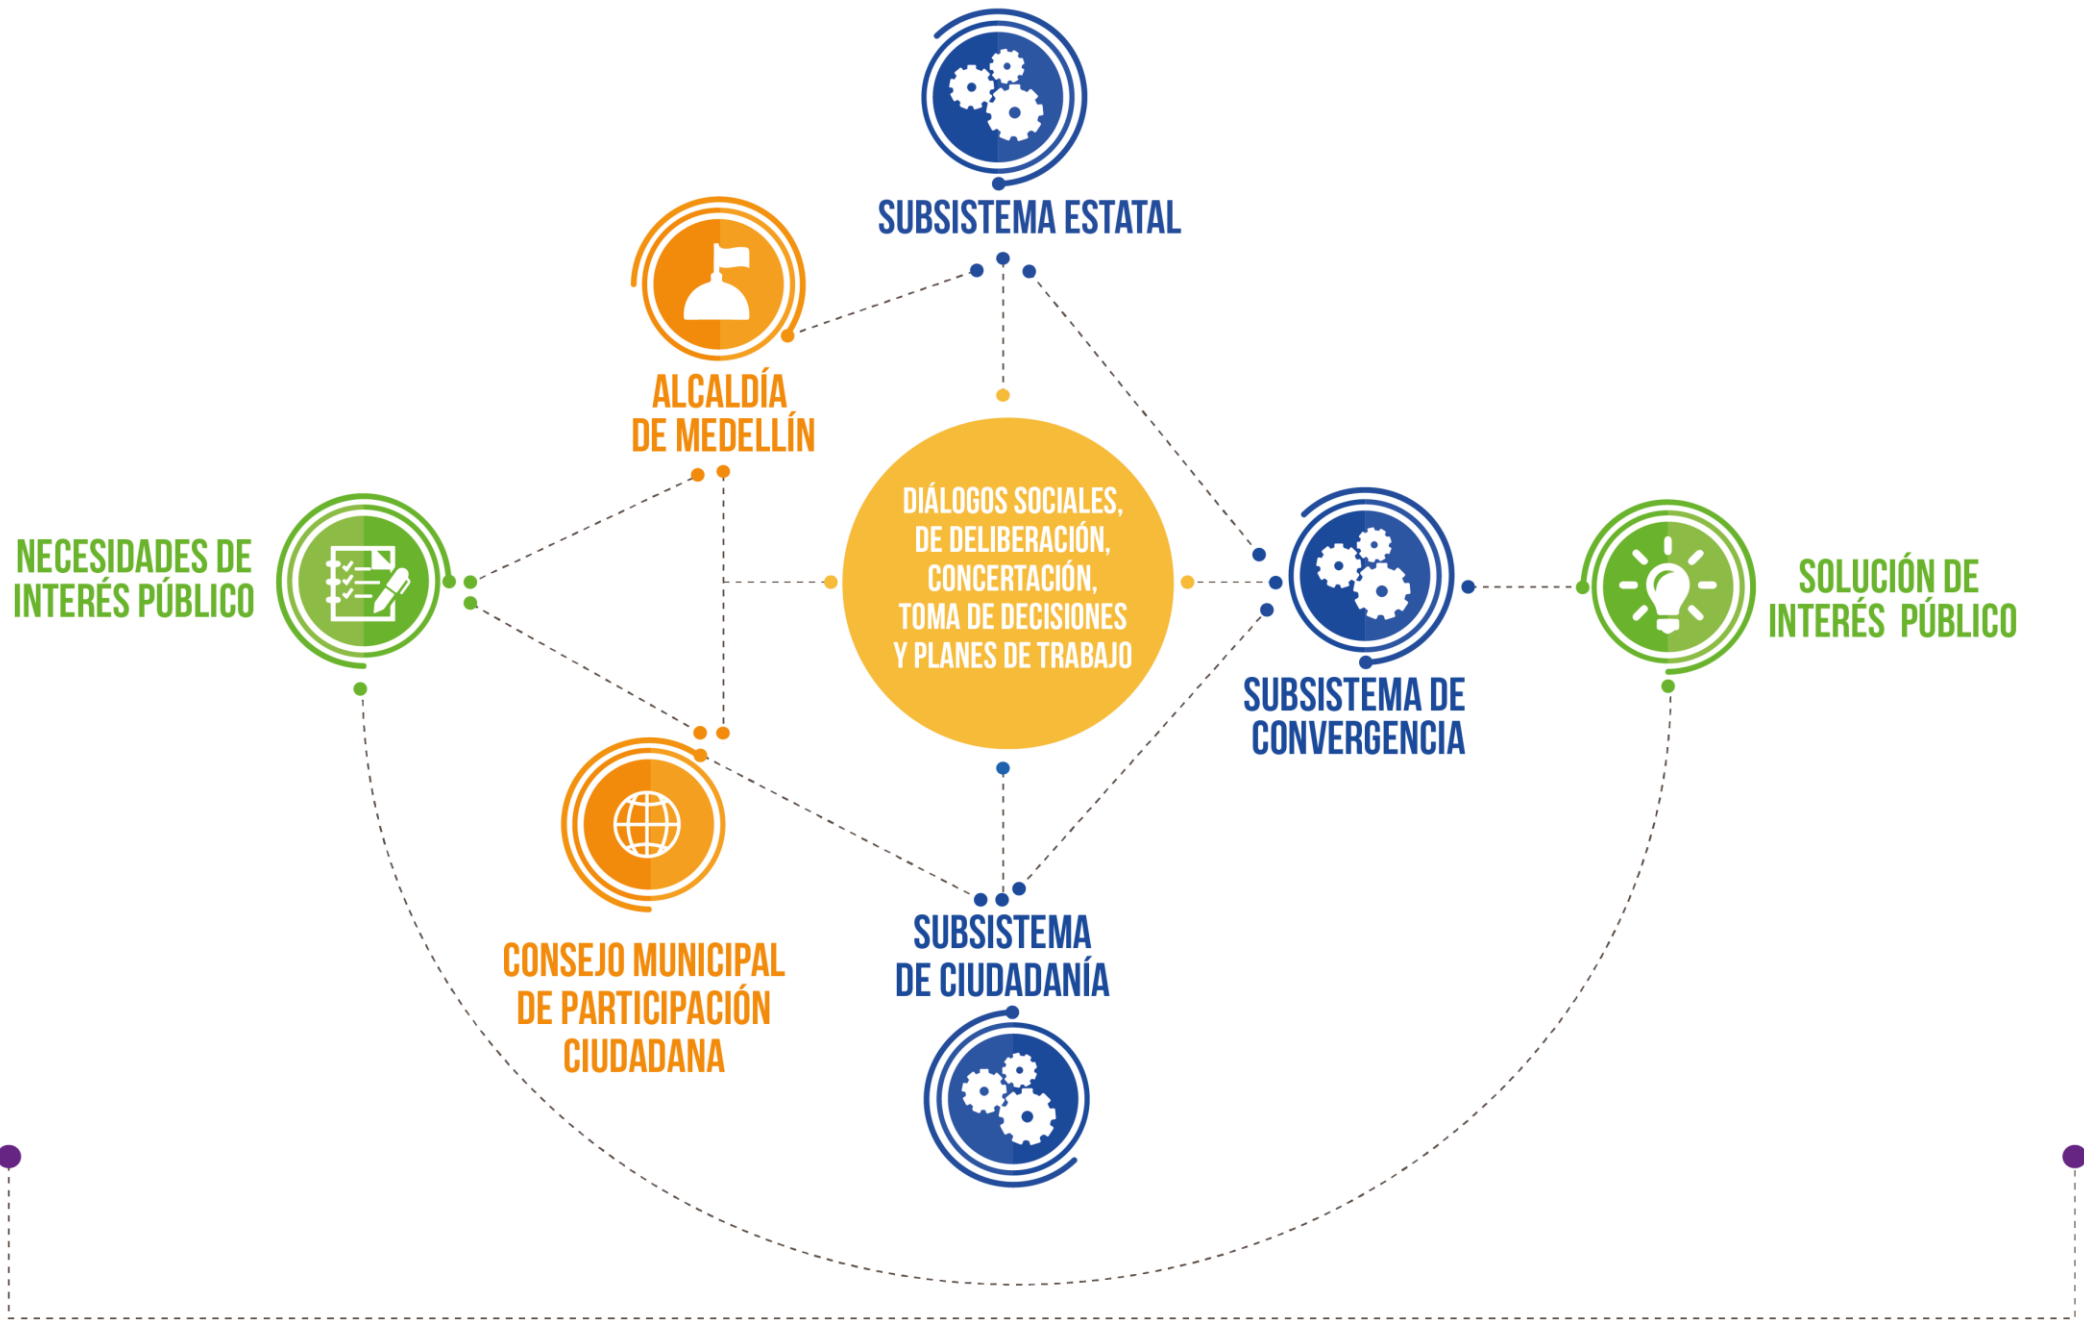 SUBSISTEMA ESTATAL
ALCALDÍA
DE MEDELLÍN
NECESIDADES DE
INTERÉS PÚBLICO
DIÁLOGOS SOCIALES,
DE DELIBERACIÓN,
CONCERTACIÓN,
TOMA DE DECISIONES
Y PLANES DE TRABAJO
SUBSISTEMA DE
CONVERGENCIA
SOLUCIÓN DE
INTERÉS PÚBLICO
CONSEJO MUNICIPAL
DE PARTICIPACIÓN
CIUDADANA
SUBSISTEMA
DE CIUDADANÍA